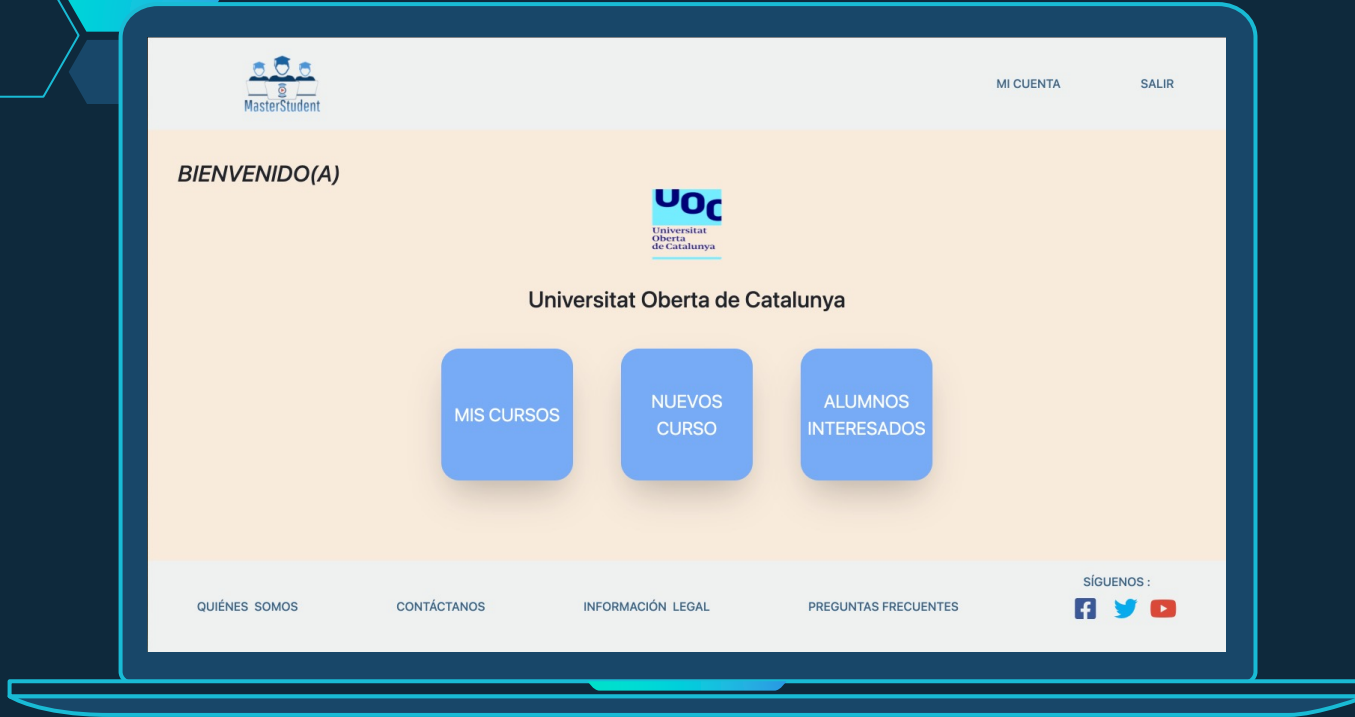 MasterStudent
MI CUENTA
SALIR
BIENVENIDO(A)
UOC
Universitat
Oberta
de Catalunya
Universitat Oberta de Catalunya
MIS CURSOS
NUEVOS
CURSO
ALUMNOS
INTERESADOS
QUIÉNES SOMOS
CONTÁCTANOS
INFORMACIÓN LEGAL
PREGUNTAS FRECUENTES
SÍGUENOS :